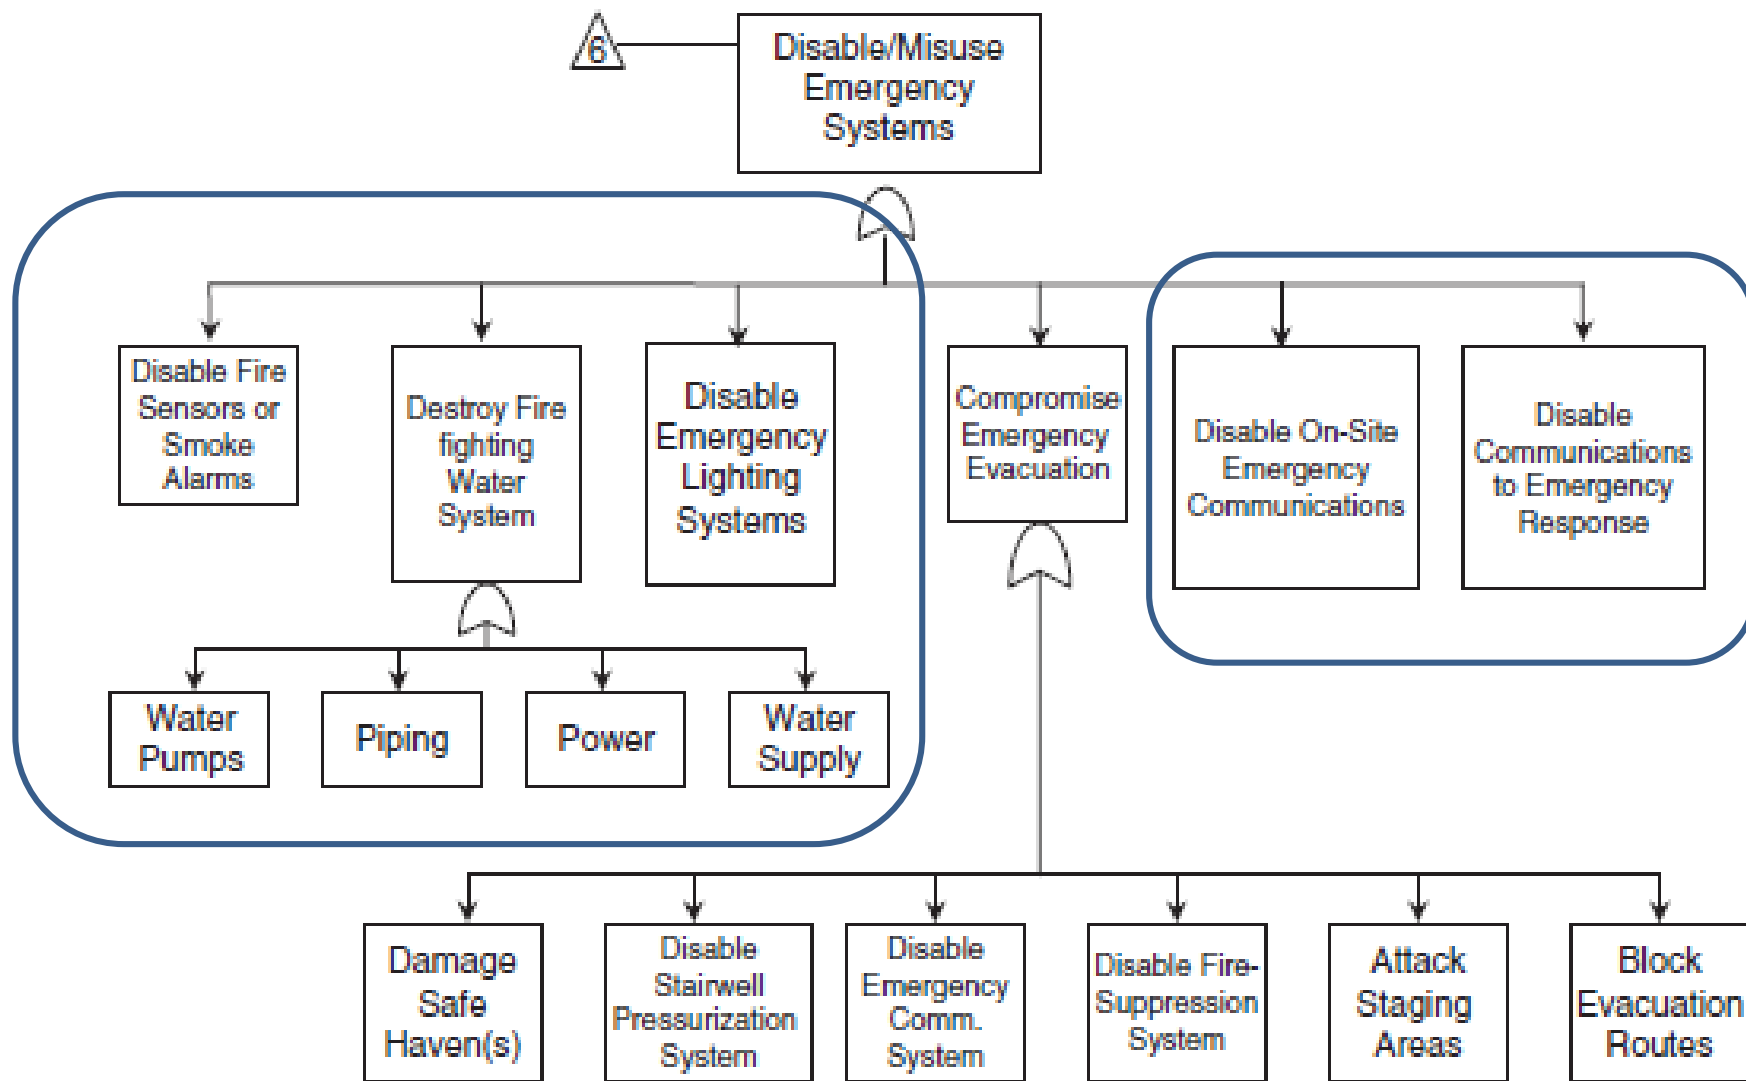 6
Disable/Misuse
Emergency
Systems
Disable Fire
Sensors or
Smoke
Alarms
Destroy Fire
fighting
Water
System
Disable
Emergency
Lighting
Systems
Compromise
Emergency
Evacuation
Disable On-Site
Emergency
Communications
Disable
Communications
to Emergency
Response
Water
Pumps
Piping
Power
Water
Supply
Damage
Safe
Haven(s)
Disable
Stairwell
Pressurization
System
Disable
Emergency
Comm.
System
Disable Fire-
Suppression
System
Attack
Staging
Areas
Block
Evacuation
Routes